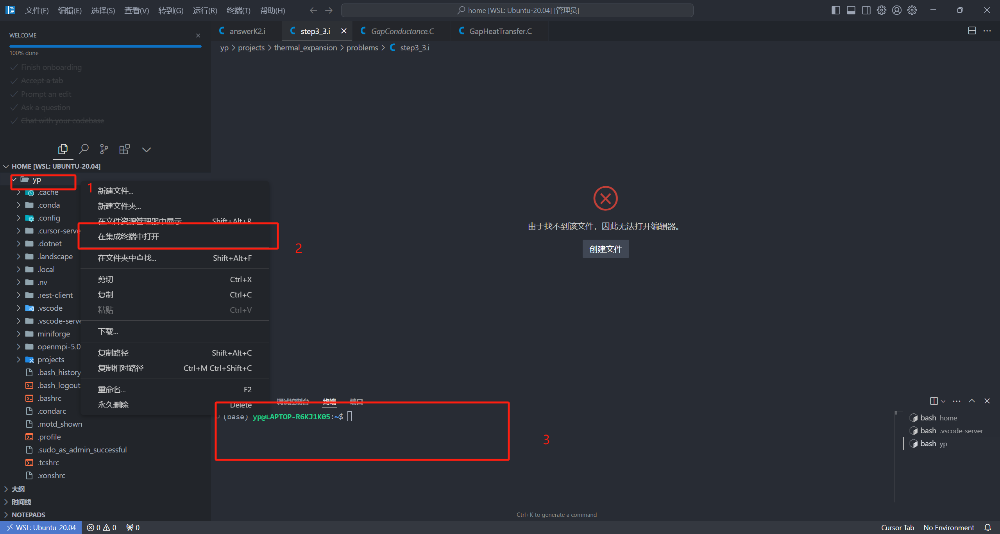 文件(F) 编辑(E) 选择(S) 查看(V) 转到(G) 运行(R) 终端(T) 帮助(H)
home [WSL: Ubuntu-20.04] [管理员]
WELCOME
100% done
Finish onboarding
Accept a tab
Prompt an edit
Ask a question
Chat with your codebase
answerK2.i
step3_3.i
GapConductance.C
GapHeatTransfer.C
yp > projects > thermal_expansion > problems > step3_3.i
HOME [WSL: UBUNTU-20.04]
yp
.cache
.conda
.config
.cursor-serve
.dotnet
.landscape
.local
.nv
.rest-client
.vscode
.vscode-serve
miniforge
openmpi-5.0
projects
.bash_history
.bash_logout
.bashrc
.condarc
.motd_shown
.profile
.sudo_as_admin_successful
.tcshrc
.xonshrc
大纲
时间线
NOTEPADS
1
新建文件...
新建文件夹...
在文件资源管理器中显示 Shift+Alt+R
在集成终端中打开
2
在文件夹中查找... Shift+Alt+F
剪切 Ctrl+X
复制 Ctrl+C
粘贴 Ctrl+V
下载...
复制路径 Shift+Alt+C
复制相对路径 Ctrl+M Ctrl+Shift+C
重命名... F2
永久删除 Delete
由于找不到该文件，因此无法打开编辑器。
创建文件
调试控制台 终端 端口
(base) yp@LAPTOP-R6KJ1K05:~$
3
bash home
bash .vscode-server
bash yp
Ctrl+K to generate a command
WSL: Ubuntu-20.04
0 0
0
Cursor Tab
No Environment